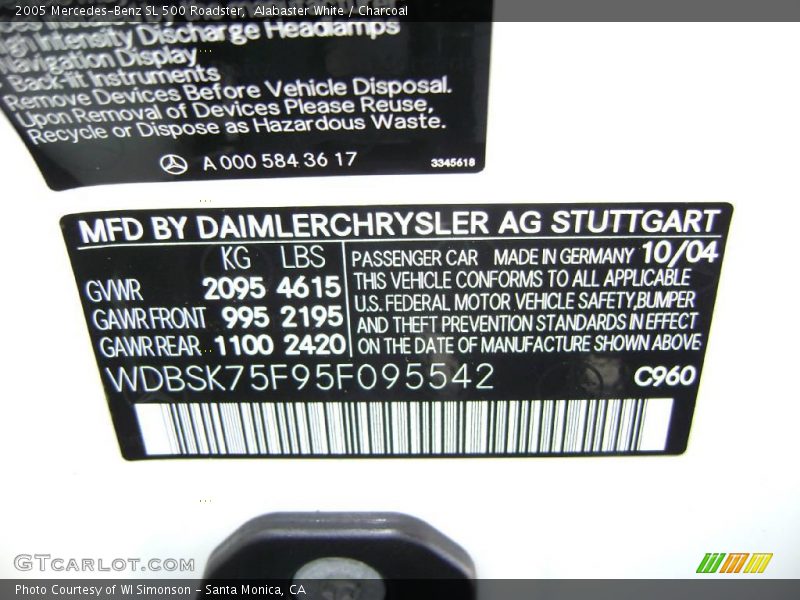 2005 Mercedes-Benz SL 500 Roadster,  Alabaster White / Charcoal
High Intensity Discharge Headlamps
Navigation Display
Back-lit Instruments
Remove Devices Before Vehicle Disposal.
Upon Removal of Devices Please Reuse,
Recycle or Dispose as Hazardous Waste.
A 000 584 36 17
3345618
MFD BY DAIMLERCHRYSLER AG STUTTGART
KG LBS
GVWR 2095 4615
GAWR FRONT 995 2195
GAWR REAR 1100 2420
PASSENGER CAR MADE IN GERMANY 10/04
THIS VEHICLE CONFORMS TO ALL APPLICABLE
U.S. FEDERAL MOTOR VEHICLE SAFETY,BUMPER
AND THEFT PREVENTION STANDARDS IN EFFECT
ON THE DATE OF MANUFACTURE SHOWN ABOVE
WDBSK75F95F095542 C960
GTCarLot.com
Photo Courtesy of WI Simonson - Santa Monica, CA